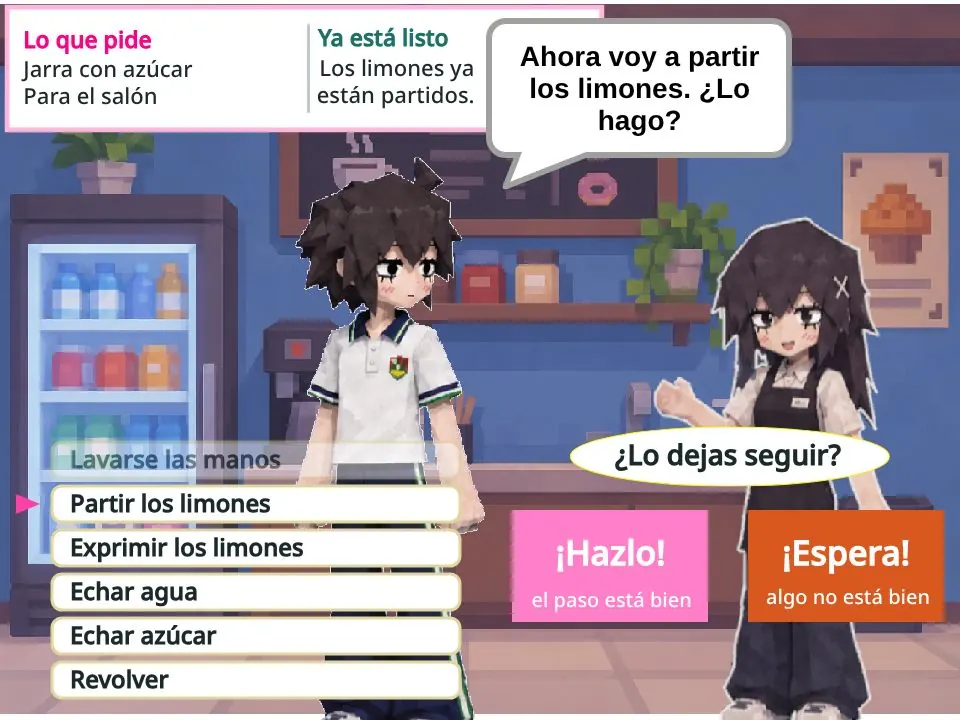 Lo que pide
Jarra con azúcar
Para el salón
Ya está listo
Los limones ya
están partidos.
Ahora voy a partir
los limones. ¿Lo
hago?
Lavarse las manos
Partir los limones
Exprimir los limones
Echar agua
Echar azúcar
Revolver
¿Lo dejas seguir?
¡Hazlo!
el paso está bien
¡Espera!
algo no está bien